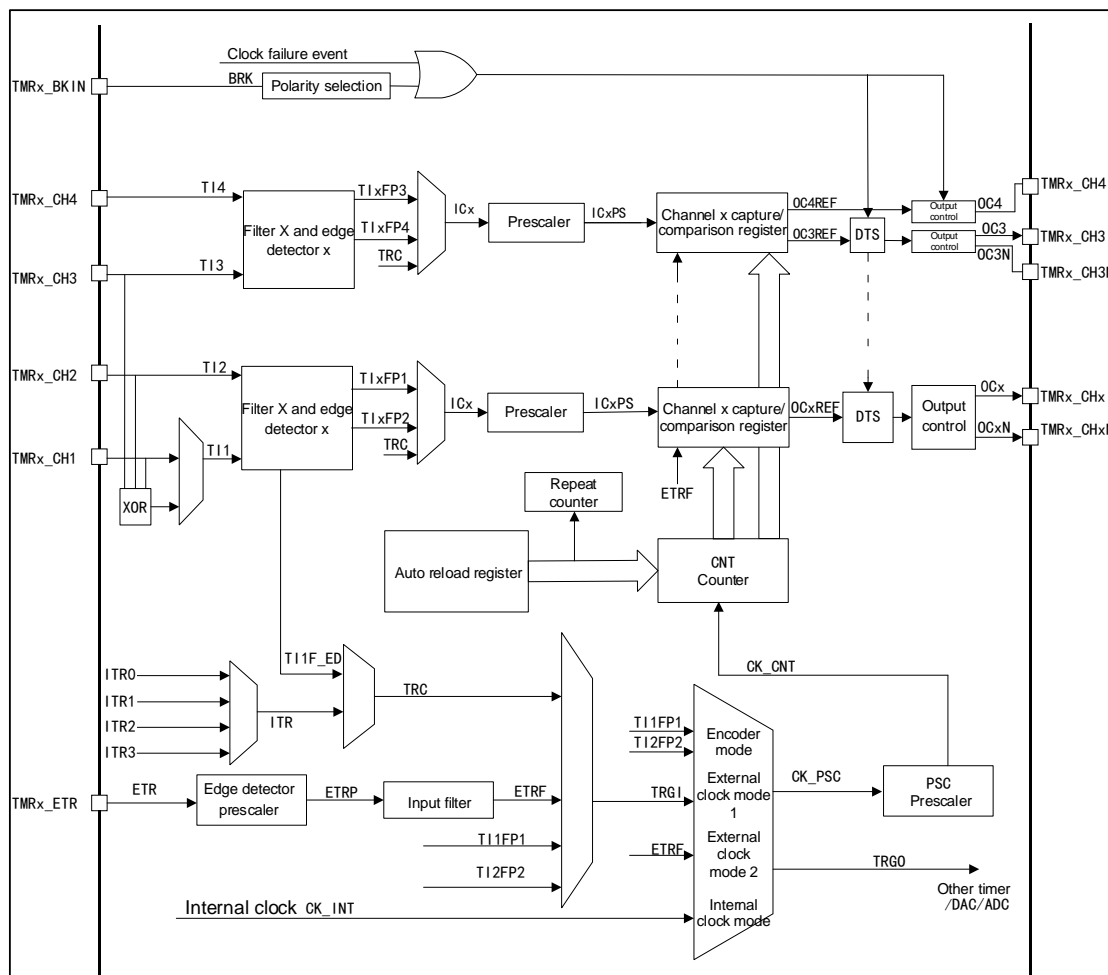 Clock failure event
BRK
Polarity selection
TMRx_BKIN
TMRx_CH4
TI4
TIxFP3
Filter X and edge
detector x
TIxFP4
TRC
ICx
Prescaler
ICxPS
Channel x capture/
comparison register
OC4REF
OC3REF
DTS
Output
control
OC4
TMRx_CH4
Output
control
OC3
TMRx_CH3
OC3N
TMRx_CH3
TMRx_CH3
TI3
TMRx_CH2
TI2
TIxFP1
Filter X and edge
detector x
TIxFP2
TRC
ICx
Prescaler
ICxPS
Channel x capture/
comparison register
OCxREF
DTS
Output
control
OCx
TMRx_CHx
OCxN
TMRx_CHx
TMRx_CH1
TI1
XOR
ETRF
Repeat
counter
Auto reload register
CNT
Counter
CK_CNT
TI1F_ED
TRC
ITR0
ITR1
ITR2
ITR3
ITR
TMRx_ETR
ETR
Edge detector
prescaler
ETRP
Input filter
ETRF
TI1FP1
TI2FP2
TRGI
TI1FP1
TI2FP2
Encoder
mode
External
clock mode
1
ETRF
External
clock
mode 2
Internal
clock mode
CK_PSC
PSC
Prescaler
TRGO
Other timer
/DAC/ADC
Internal clock CK_INT